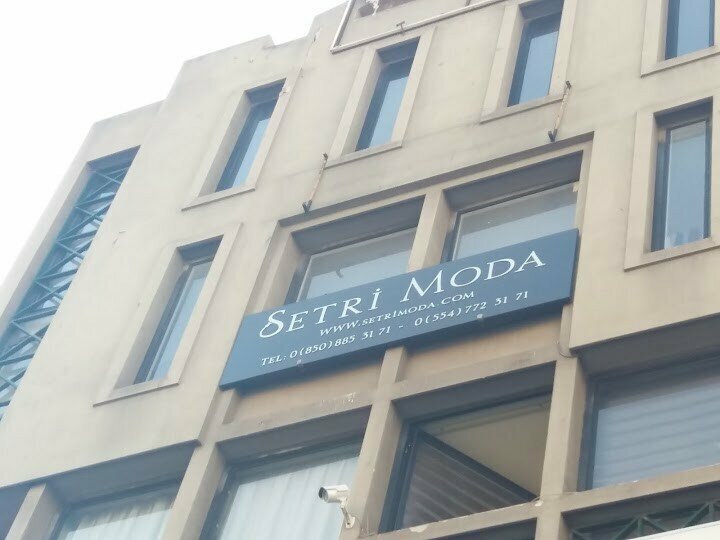 SETRİ MODA
WWW.SETRIMODA.COM
TEL: 0(850)885 31 71 - 0(554)772 31 71